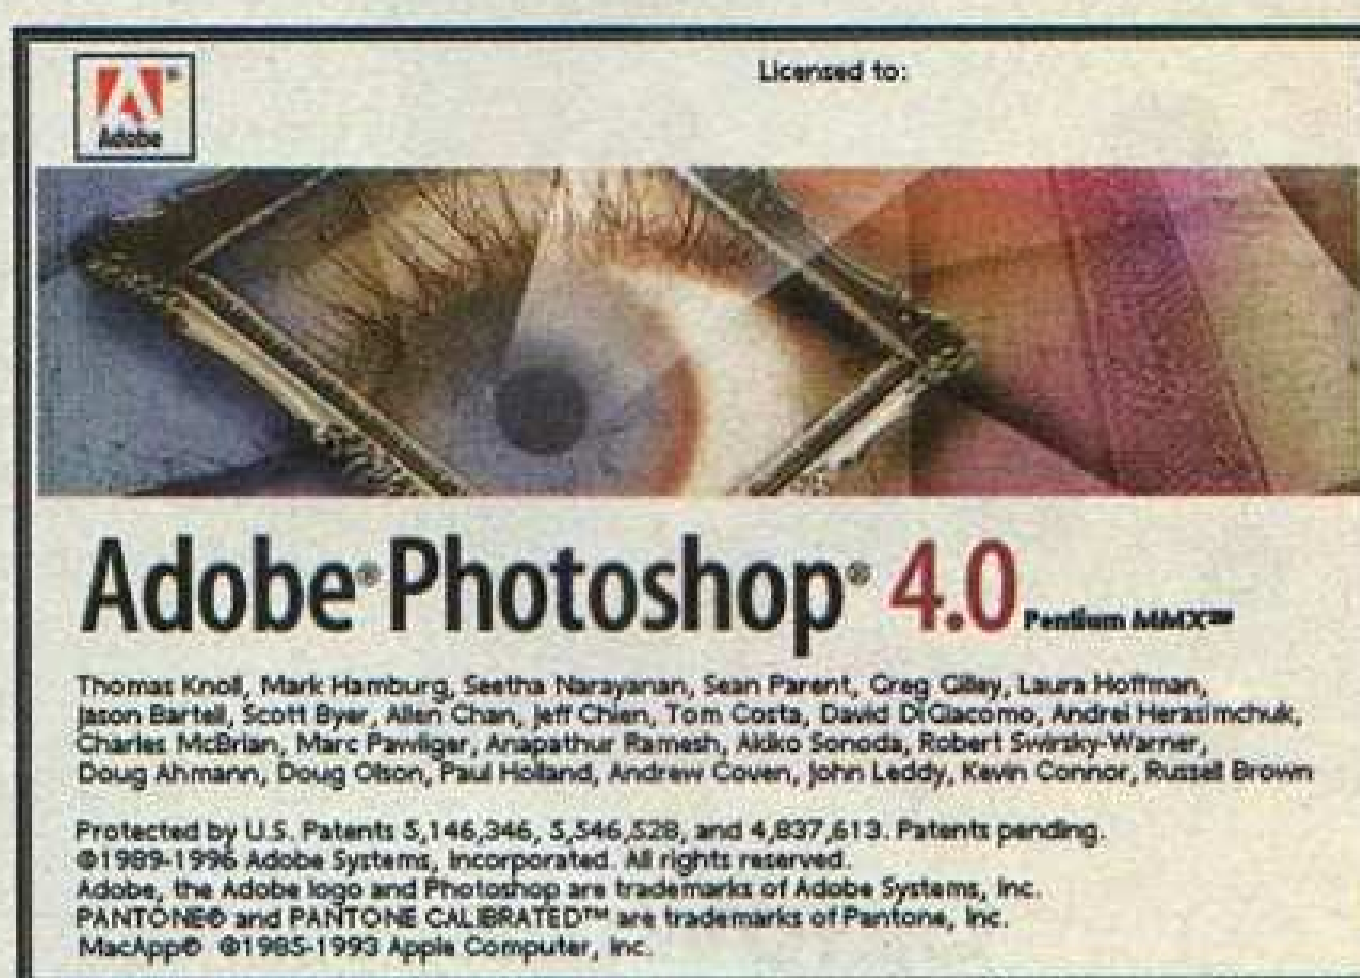 Licensed to:
Adobe
Adobe® Photoshop® 4.0 Pentium MMX™
Thomas Knoll, Mark Hamburg, Seetha Narayanan, Sean Parent, Greg Gilley, Laura Hoffman,
Jason Bartell, Scott Byer, Allen Chan, Jeff Chien, Tom Costa, David DiGiacomo, Andrei Herasimchuk,
Charles McBrian, Marc Pawliger, Anapathur Ramesh, Akiko Sonoda, Robert Swirsky-Warner,
Doug Ahmann, Doug Olson, Paul Holland, Andrew Coven, John Leddy, Kevin Connor, Russell Brown
Protected by U.S. Patents 5,146,346, 5,546,528, and 4,837,613. Patents pending.
©1989-1996 Adobe Systems, Incorporated. All rights reserved.
Adobe, the Adobe logo and Photoshop are trademarks of Adobe Systems, Inc.
PANTONE® and PANTONE CALIBRATED™ are trademarks of Pantone, Inc.
MacApp® ©1985-1993 Apple Computer, Inc.